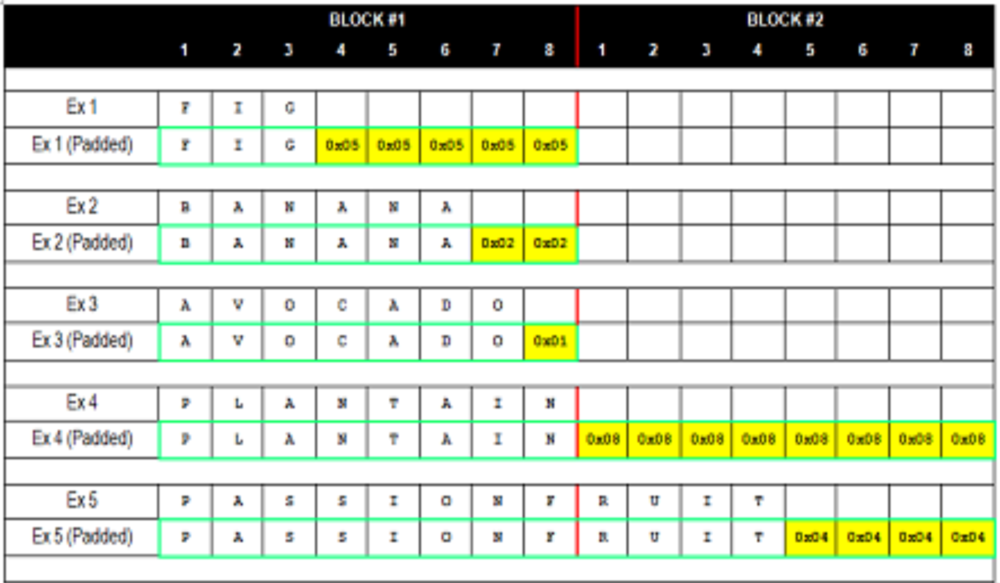 BLOCK #1 BLOCK #2
1 2 3 4 5 6 7 8 1 2 3 4 5 6 7 8
Ex 1 F I G
Ex 1 (Padded) F I G 0x05 0x05 0x05 0x05 0x05
Ex 2 B A N A N A
Ex 2 (Padded) B A N A N A 0x02 0x02
Ex 3 A V O C A D O
Ex 3 (Padded) A V O C A D O 0x01
Ex 4 P L A N T A I N
Ex 4 (Padded) P L A N T A I N 0x08 0x08 0x08 0x08 0x08 0x08 0x08 0x08
Ex 5 P A S S I O N F R U I T
Ex 5 (Padded) P A S S I O N F R U I T 0x04 0x04 0x04 0x04